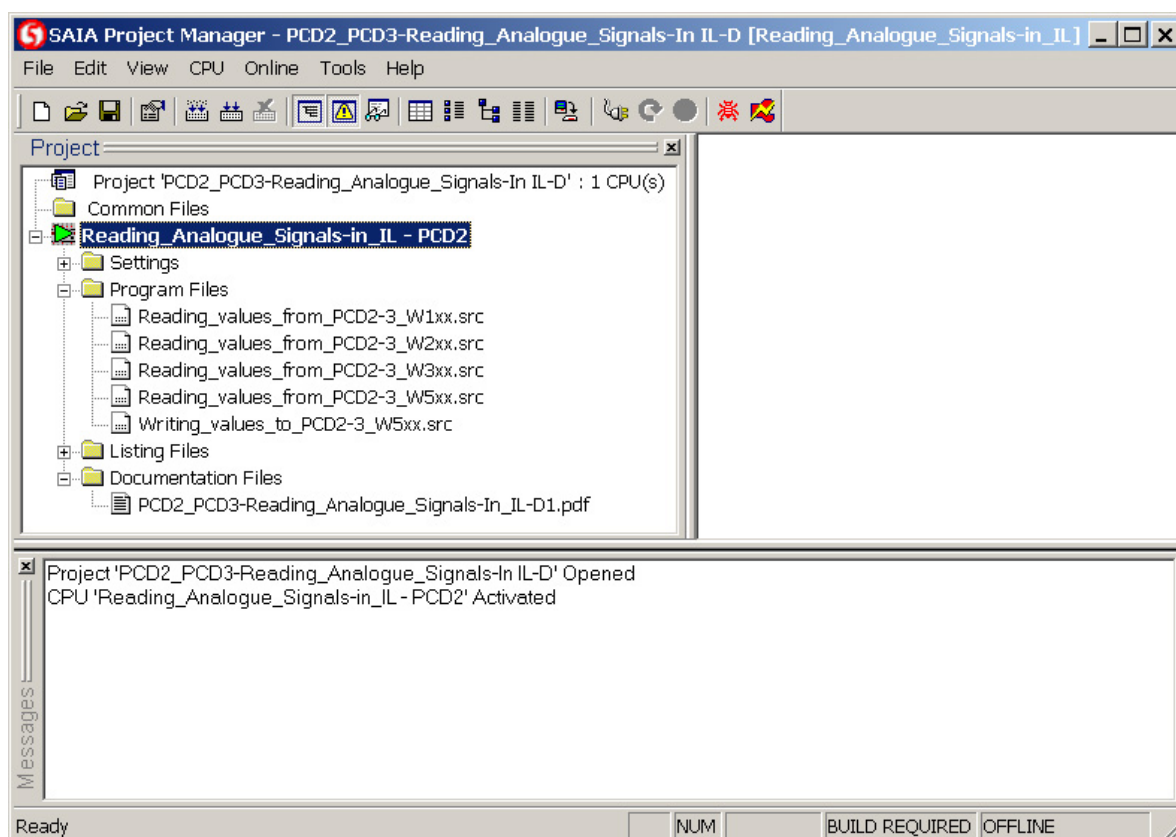 SAIA Project Manager - PCD2_PCD3-Reading_Analogue_Signals-In IL-D [Reading_Analogue_Signals-in_IL]
File Edit View CPU Online Tools Help
Project
Project 'PCD2_PCD3-Reading_Analogue_Signals-In IL-D' : 1 CPU(s)
Common Files
Reading_Analogue_Signals-in_IL - PCD2
Settings
Program Files
Reading_values_from_PCD2-3_W1xx.src
Reading_values_from_PCD2-3_W2xx.src
Reading_values_from_PCD2-3_W3xx.src
Reading_values_from_PCD2-3_W5xx.src
Writing_values_to_PCD2-3_W5xx.src
Listing Files
Documentation Files
PCD2_PCD3-Reading_Analogue_Signals-In_IL-D1.pdf
Project 'PCD2_PCD3-Reading_Analogue_Signals-In IL-D' Opened
CPU 'Reading_Analogue_Signals-in_IL - PCD2' Activated
Messages
Ready NUM BUILD REQUIRED OFFLINE